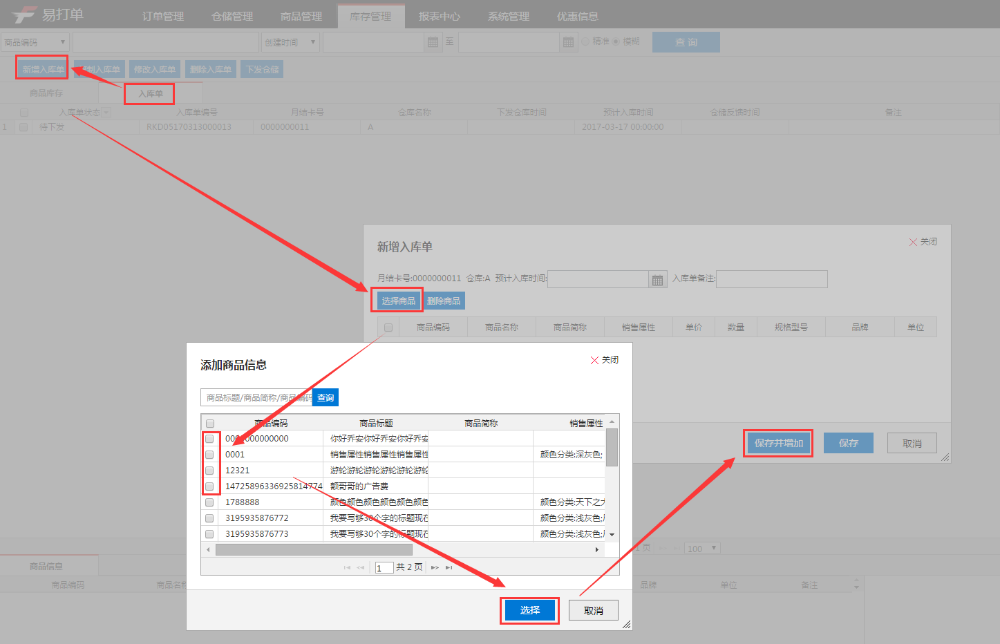 易打单 订单管理 仓储管理 商品管理 库存管理 报表中心 系统管理 优惠信息
商品编码 创建时间 至 精准 模糊 查 询
新增入库单 制入库单 修改入库单 删除入库单 下发仓储
商品库存 入库单
入库单状态 入库单编号 月结卡号 仓库名称 下发仓库时间 预计入库时间 仓储反馈时间 备注
1 待下发 RKD05170313000013 0000000011 A 2017-03-17 00:00:00
新增入库单 关闭
月结卡号:0000000011 仓库:A 预计入库时间: 入库单备注:
选择商品 删除商品
商品编码 商品名称 商品简称 销售属性 单价 数量 规格型号 品牌 单位
保存并增加 保存 取消
添加商品信息 关闭
商品标题/商品简称/商品编码 查询
商品编码 商品标题 商品简称 销售属性
你好乔安你好乔安你好乔安
0001 销售属性销售属性销售属性 颜色分类:深灰色;
12321 游轮游轮游轮游轮游轮游轮
14725896336925814774 额哥哥的广告费
1788888 颜色颜色颜色颜色颜色颜色 颜色分类:天下之大
3195935876772 我要写够30个字的标题现在 颜色分类:浅灰色;
3195935876773 我要写够30个字的标题现在 颜色分类:浅灰色;
1 共 2 页
选择 取消
1 页 100
商品信息
商品编码 商品名称 品牌 单位 备注